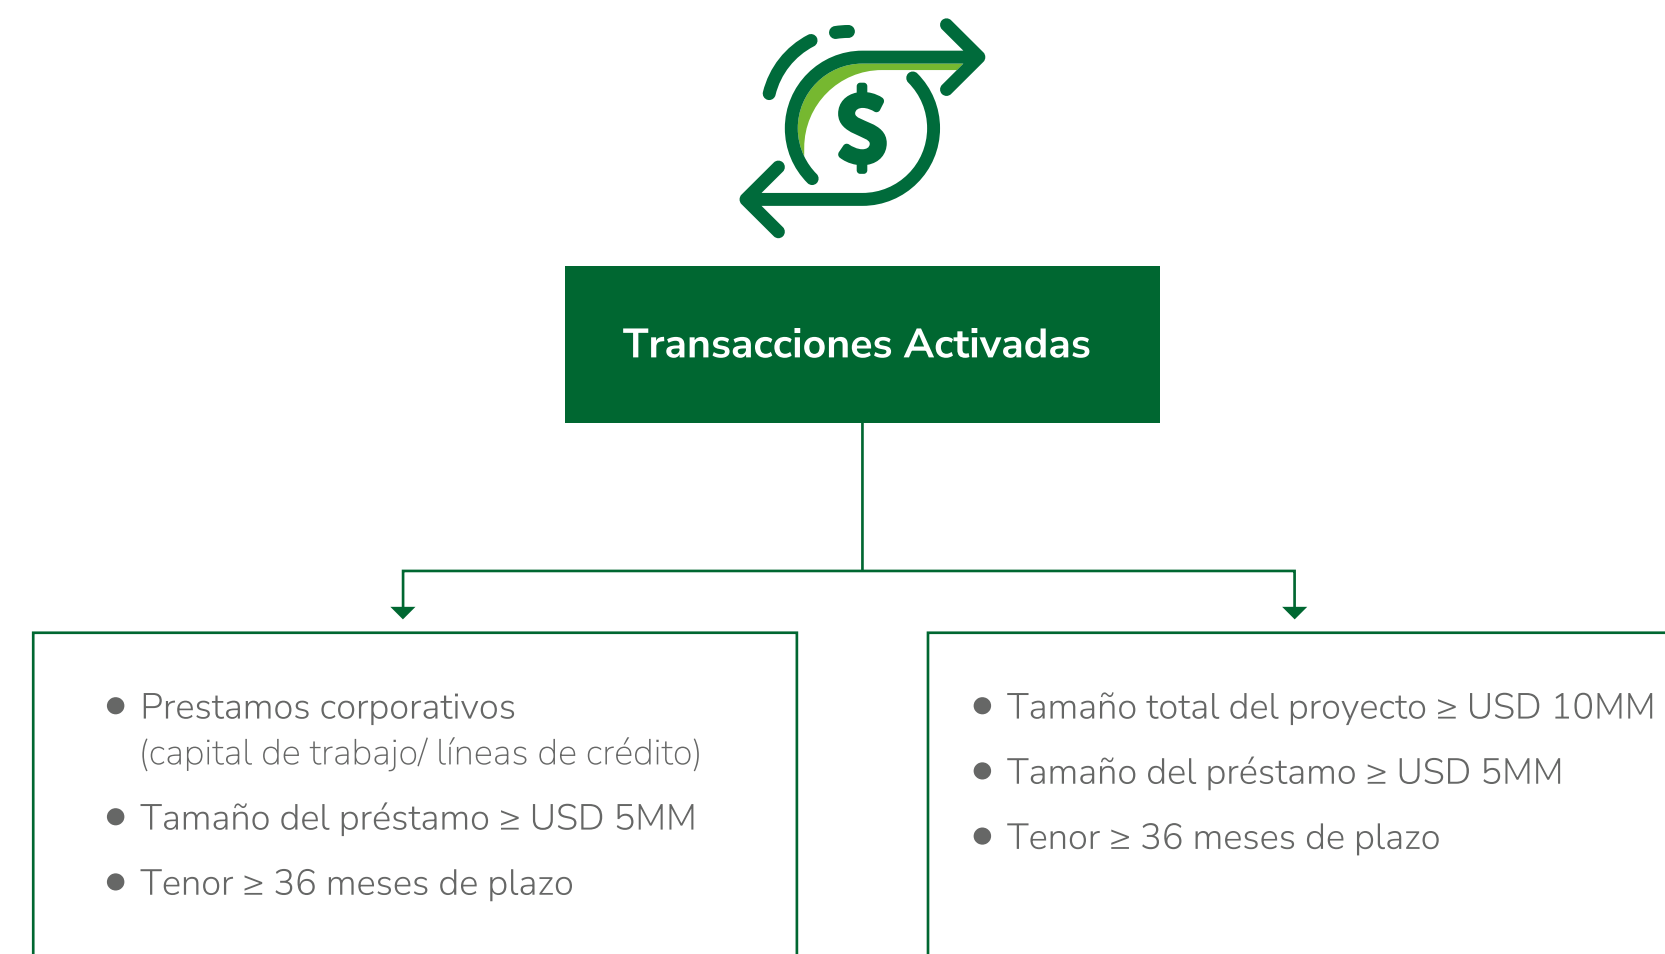 $
Transacciones Activadas
● Prestamos corporativos
(capital de trabajo/ líneas de crédito)
● Tamaño del préstamo ≥ USD 5MM
● Tenor ≥ 36 meses de plazo
● Tamaño total del proyecto ≥ USD 10MM
● Tamaño del préstamo ≥ USD 5MM
● Tenor ≥ 36 meses de plazo